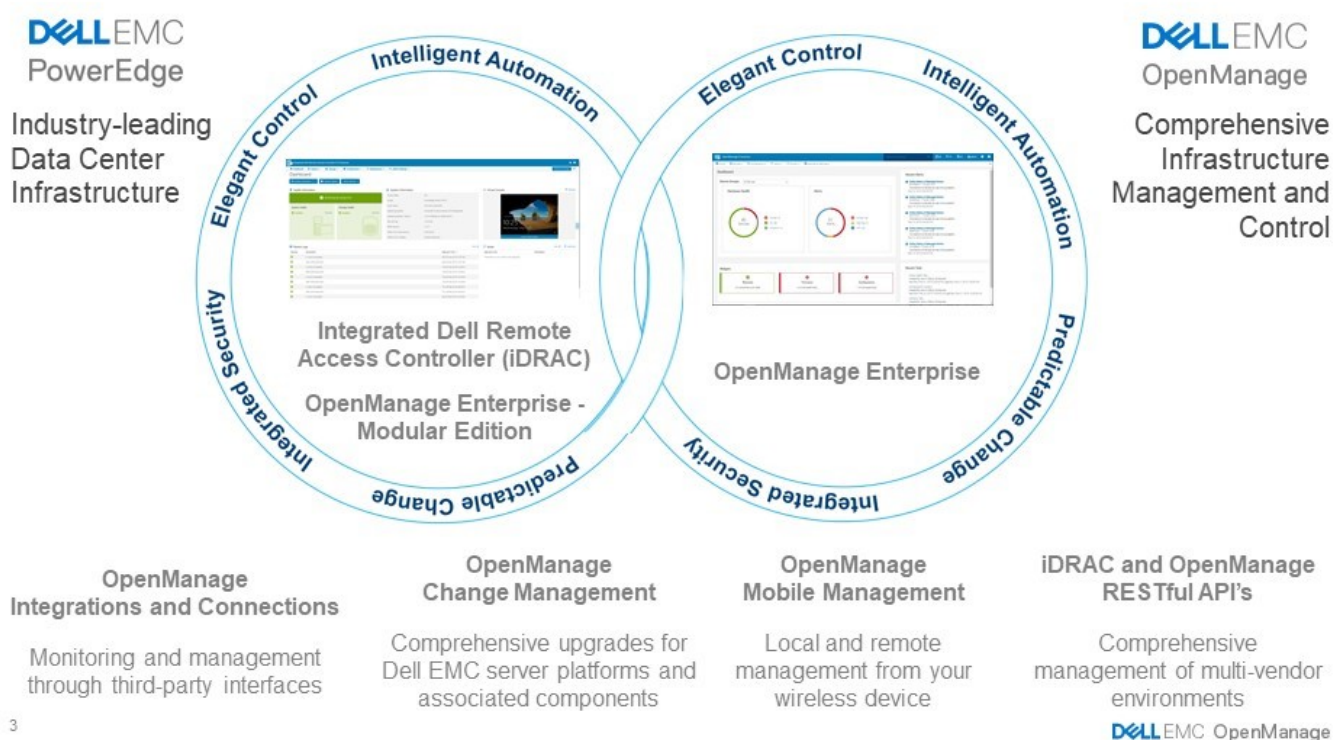 DELLEMC
PowerEdge
Industry-leading
Data Center
Infrastructure
Elegant Control
Intelligent Automation
Integrated Security
Predictable Change
Dashboard
Integrated Dell Remote
Access Controller (iDRAC)
OpenManage Enterprise -
Modular Edition
Elegant Control
Intelligent Automation
Predictable Change
Integrated Security
OpenManage Enterprise
DELLEMC
OpenManage
Comprehensive
Infrastructure
Management and
Control
OpenManage
Integrations and Connections
Monitoring and management
through third-party interfaces
OpenManage
Change Management
Comprehensive upgrades for
Dell EMC server platforms and
associated components
OpenManage
Mobile Management
Local and remote
management from your
wireless device
iDRAC and OpenManage
RESTful API's
Comprehensive
management of multi-vendor
environments
3
DELLEMC OpenManage